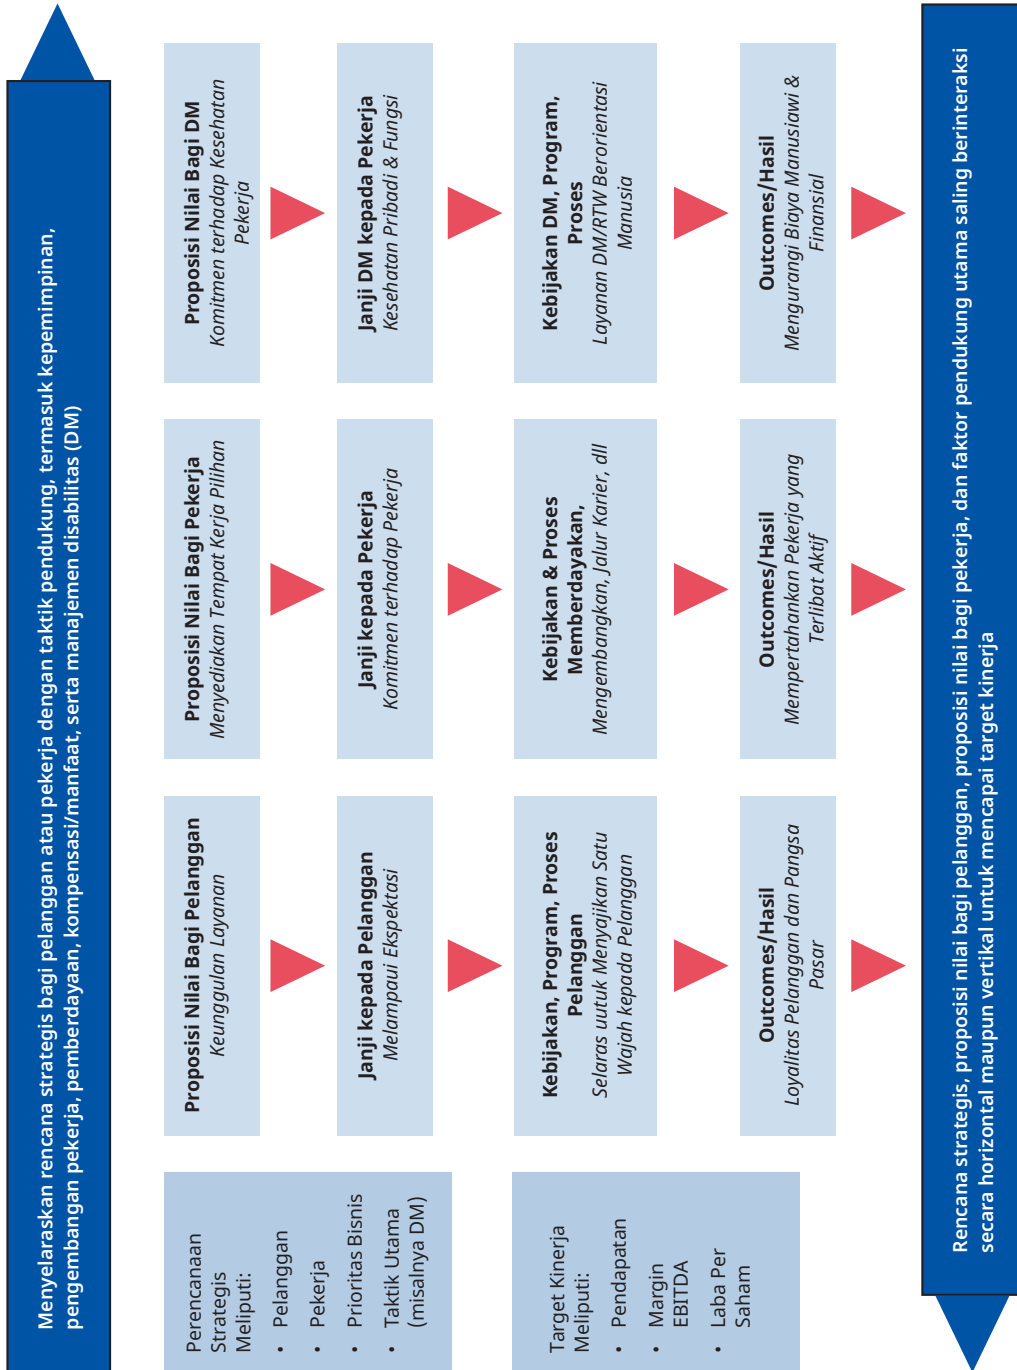 Menyelaraskan rencana strategis bagi pelanggan atau pekerja dengan taktik pendukung, termasuk kepemimpinan,
pengembangan pekerja, pemberdayaan, kompensasi/manfaat, serta manajemen disabilitas (DM)
Perencanaan
Strategis
Meliputi:
• Pelanggan
• Pekerja
• Prioritas Bisnis
• Taktik Utama
(misalnya DM)
Target Kinerja
Meliputi:
• Pendapatan
• Margin
EBITDA
• Laba Per
Saham
Proposisi Nilai Bagi Pelanggan
Keunggulan Layanan
Janji kepada Pelanggan
Melampaui Ekspektasi
Kebijakan, Program, Proses
Pelanggan
Selaras uutuk Menyajikan Satu
Wajah kepada Pelanggan
Outcomes/Hasil
Loyalitas Pelanggan dan Pangsa
Pasar
Proposisi Nilai Bagi Pekerja
Menyediakan Tempat Kerja Pilihan
Janji kepada Pekerja
Komitmen terhadap Pekerja
Kebijakan & Proses
Memberdayakan,
Mengembangkan, Jalur Karier, dll
Outcomes/Hasil
Mempertahankan Pekerja yang
Terlibat Aktif
Proposisi Nilai Bagi DM
Komitmen terhadap Kesehatan
Pekerja
Janji DM kepada Pekerja
Kesehatan Pribadi & Fungsi
Kebijakan DM, Program,
Proses
Layanan DM/RTW Berorientasi
Manusia
Outcomes/Hasil
Mengurangi Biaya Manusiawi &
Finansial
Rencana strategis, proposisi nilai bagi pelanggan, proposisi nilai bagi pekerja, dan faktor pendukung utama saling berinteraksi
secara horizontal maupun vertikal untuk mencapai target kinerja